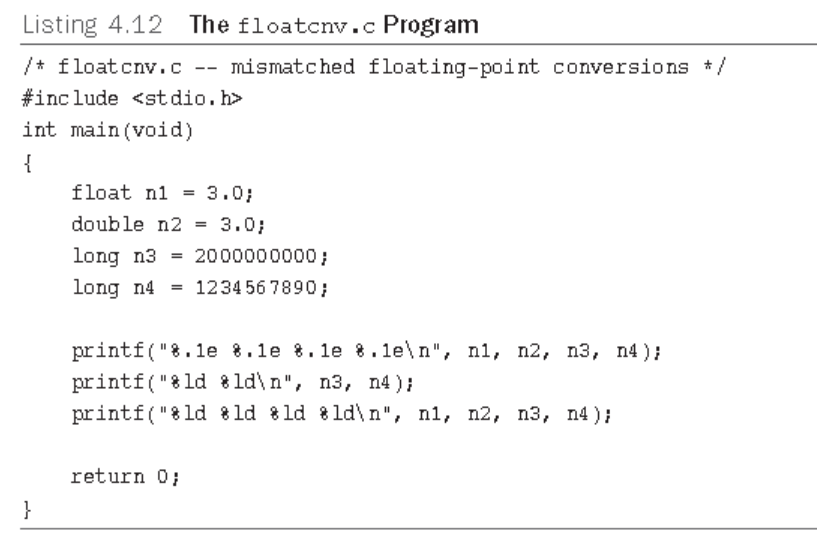 Listing 4.12 The floatcnv.c Program
/* floatcnv.c -- mismatched floating-point conversions */
#include <stdio.h>
int main(void)
{
    float n1 = 3.0;
    double n2 = 3.0;
    long n3 = 2000000000;
    long n4 = 1234567890;

    printf("%.1e %.1e %.1e %.1e\n", n1, n2, n3, n4);
    printf("%ld %ld\n", n3, n4);
    printf("%ld %ld %ld %ld\n", n1, n2, n3, n4);

    return 0;
}